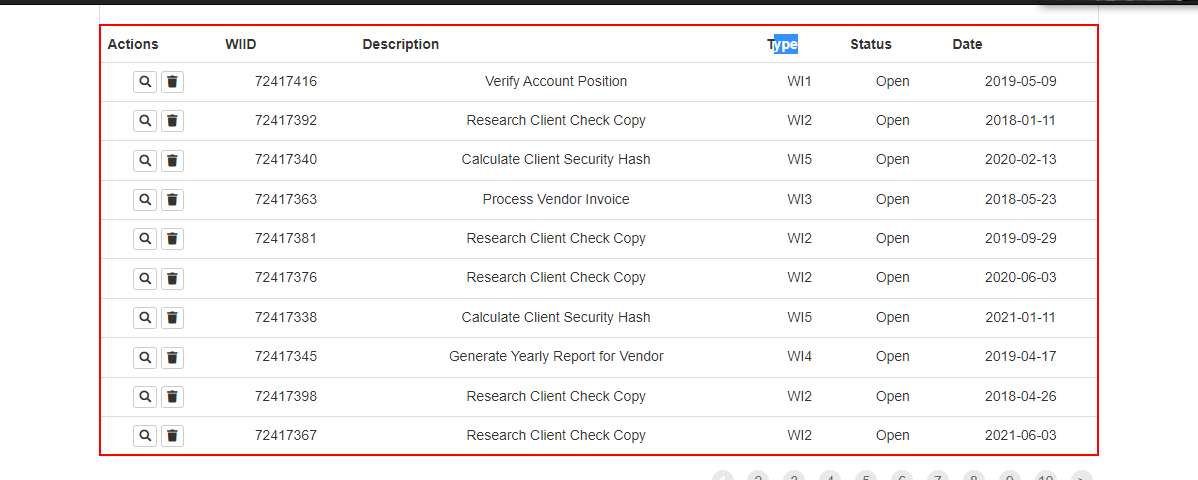 Actions WIID Description Type Status Date
72417416 Verify Account Position WI1 Open 2019-05-09
72417392 Research Client Check Copy WI2 Open 2018-01-11
72417340 Calculate Client Security Hash WI5 Open 2020-02-13
72417363 Process Vendor Invoice WI3 Open 2018-05-23
72417381 Research Client Check Copy WI2 Open 2019-09-29
72417376 Research Client Check Copy WI2 Open 2020-06-03
72417338 Calculate Client Security Hash WI5 Open 2021-01-11
72417345 Generate Yearly Report for Vendor WI4 Open 2019-04-17
72417398 Research Client Check Copy WI2 Open 2018-04-26
72417367 Research Client Check Copy WI2 Open 2021-06-03
1 2 3 4 5 6 7 8 9 10 >